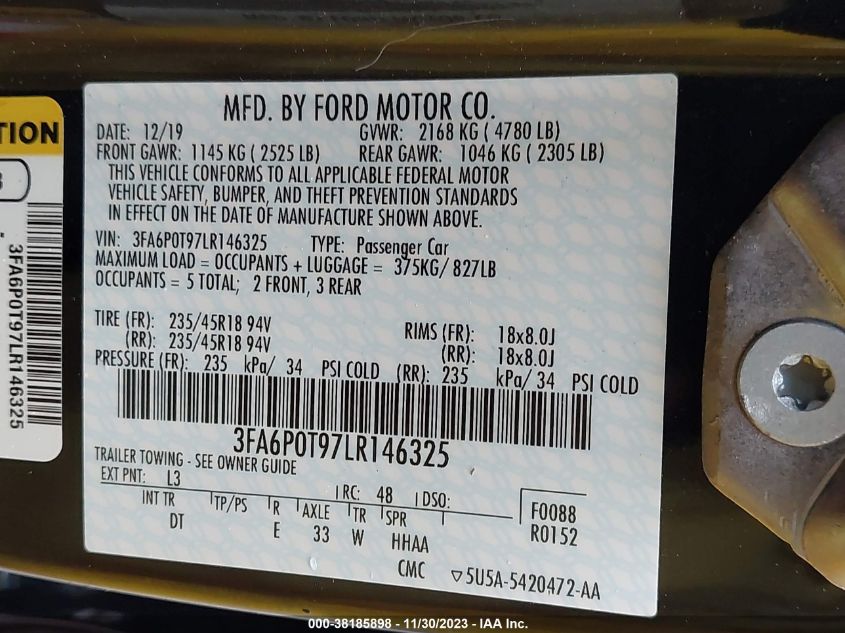 MFD. BY FORD MOTOR CO.
DATE: 12/19 GVWR: 2168 KG ( 4780 LB)
FRONT GAWR: 1145 KG ( 2525 LB) REAR GAWR: 1046 KG ( 2305 LB)
THIS VEHICLE CONFORMS TO ALL APPLICABLE FEDERAL MOTOR
VEHICLE SAFETY, BUMPER, AND THEFT PREVENTION STANDARDS
IN EFFECT ON THE DATE OF MANUFACTURE SHOWN ABOVE.
VIN: 3FA6P0T97LR146325 TYPE: Passenger Car
MAXIMUM LOAD = OCCUPANTS + LUGGAGE = 375KG/ 827LB
OCCUPANTS = 5 TOTAL; 2 FRONT, 3 REAR
TIRE (FR): 235/45R18 94V RIMS (FR): 18x8.0J
(RR): 235/45R18 94V (RR): 18x8.0J
PRESSURE (FR): 235 kPa/ 34 PSI COLD (RR): 235 kPa/ 34 PSI COLD
3FA6P0T97LR146325
TRAILER TOWING - SEE OWNER GUIDE
EXT PNT: L3 RC: 48 DSO:
INT TR TP/PS R AXLE TR SPR F0088
DT E 33 W HHAA R0152
CMC ▽5U5A-5420472-AA
TION
3FA6P0T97LR146325
000-38185898 - 11/30/2023 - IAA Inc.